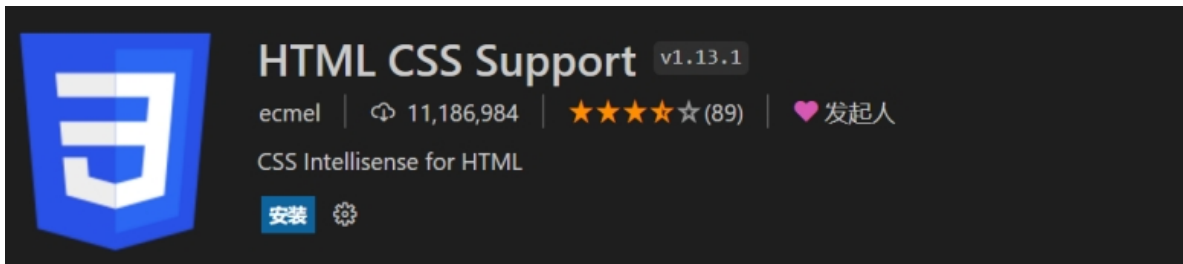 HTML CSS Support v1.13.1
ecmel 11,186,984 (89) 发起人
CSS Intellisense for HTML
安装